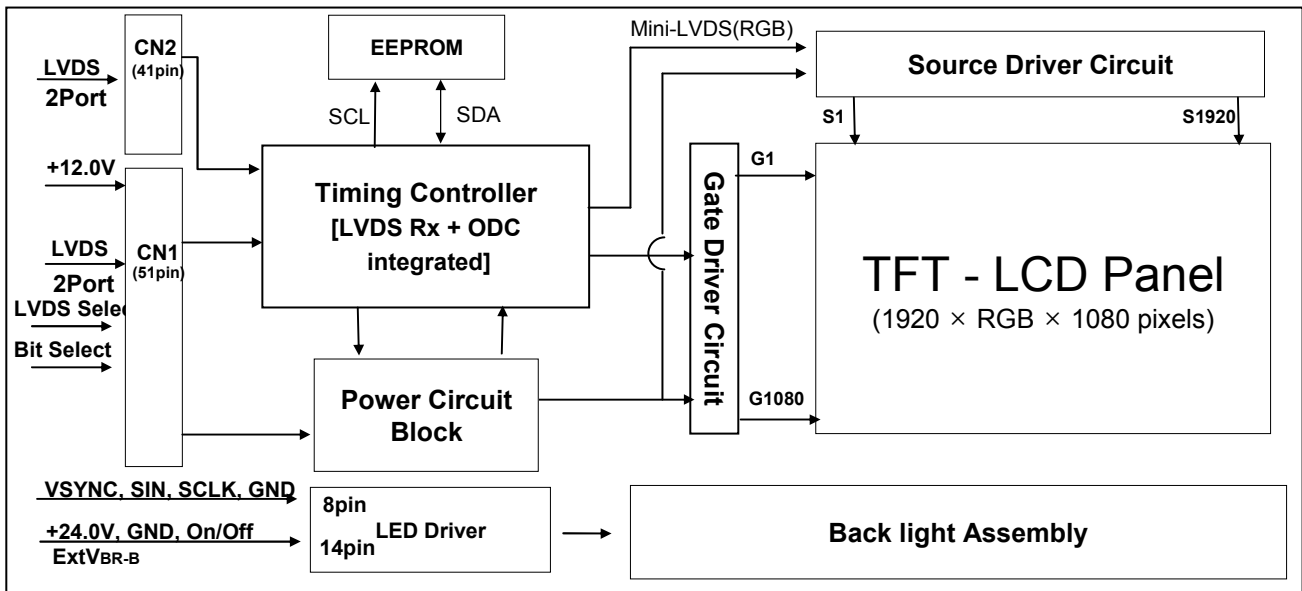 CN2
(41pin)
LVDS
2Port
+12.0V
LVDS
2Port
CN1
(51pin)
LVDS Selec
Bit Select
EEPROM
SCL
SDA
Timing Controller
[LVDS Rx + ODC
integrated]
Power Circuit
Block
Mini-LVDS(RGB)
Source Driver Circuit
S1
S1920
G1
Gate Driver Circuit
G1080
TFT - LCD Panel
(1920 × RGB × 1080 pixels)
VSYNC, SIN, SCLK, GND
+24.0V, GND, On/Off
ExtVBR-B
8pin
LED Driver
14pin
Back light Assembly